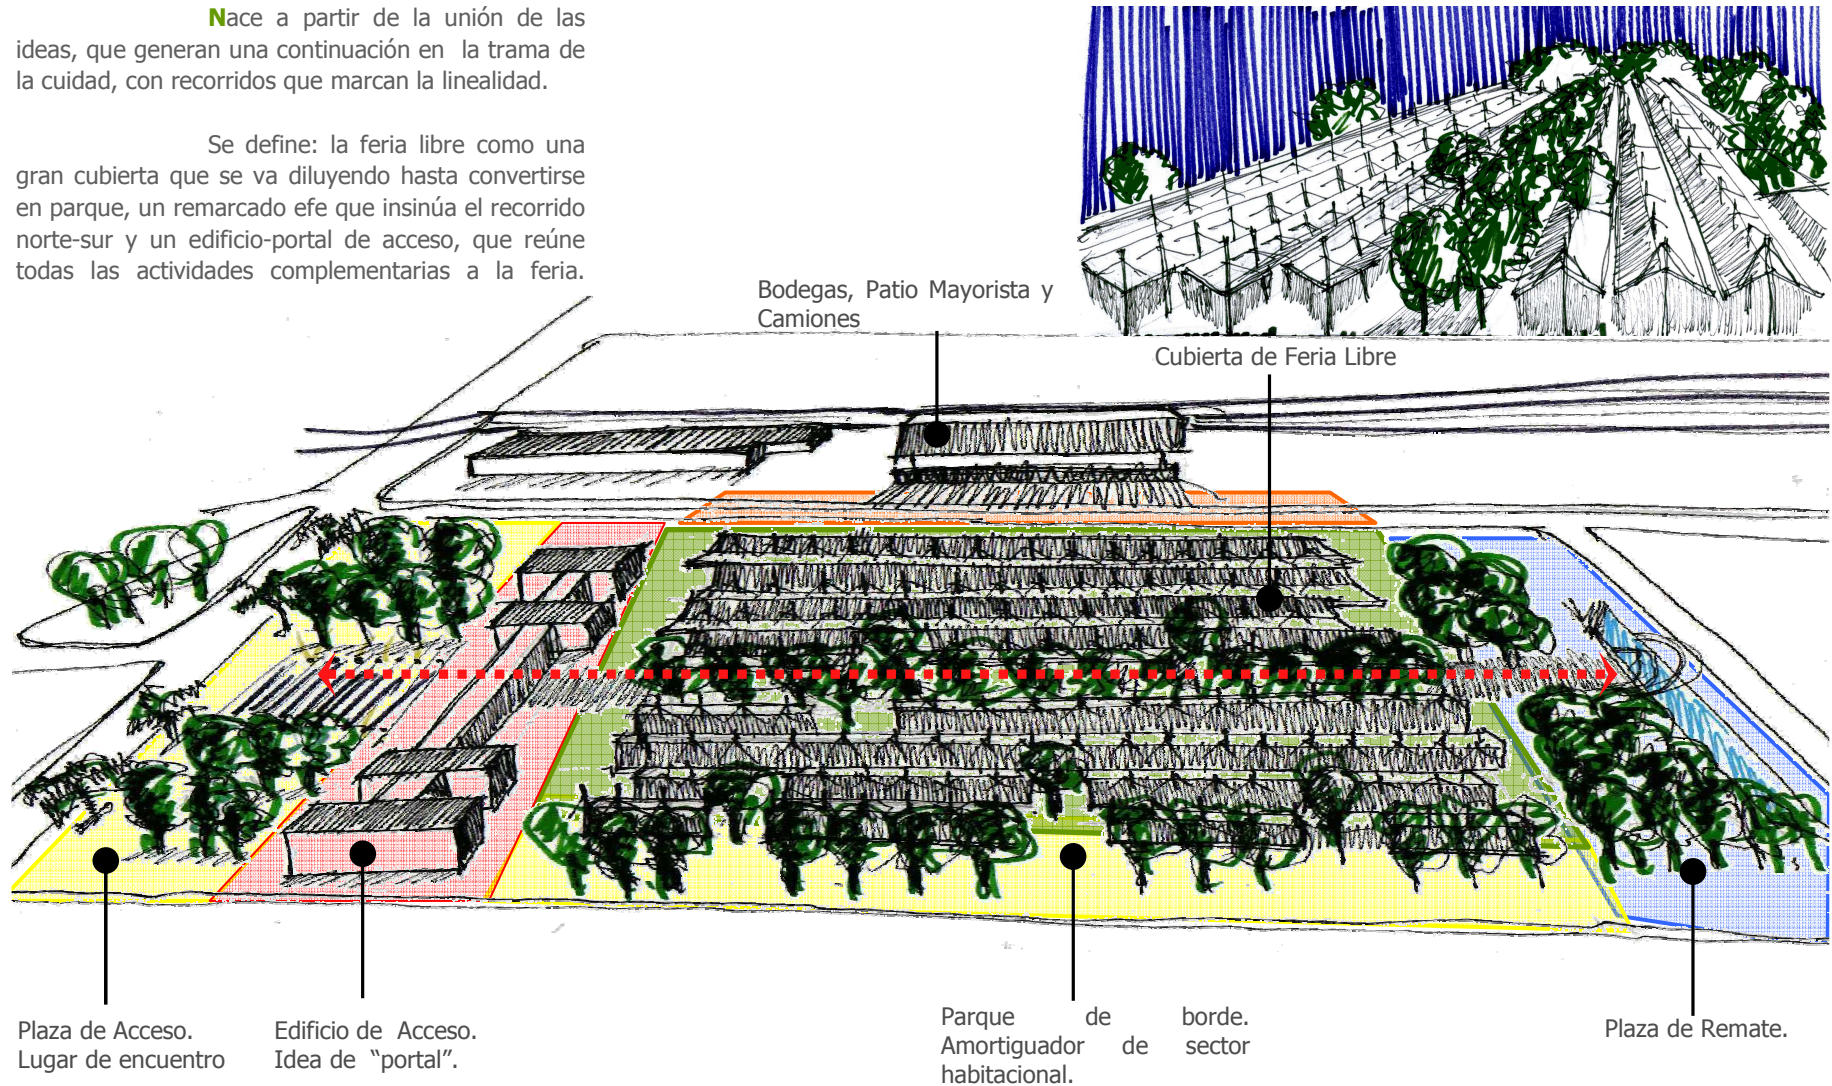 Nace a partir de la unión de las
ideas, que generan una continuación en la trama de
la cuidad, con recorridos que marcan la linealidad.
Se define: la feria libre como una
gran cubierta que se va diluyendo hasta convertirse
en parque, un remarcado efe que insinúa el recorrido
norte-sur y un edificio-portal de acceso, que reúne
todas las actividades complementarias a la feria.
Bodegas, Patio Mayorista y
Camiones
Cubierta de Feria Libre
Plaza de Acceso.
Lugar de encuentro
Edificio de Acceso.
Idea de “portal”.
Parque de borde.
Amortiguador de sector
habitacional.
Plaza de Remate.